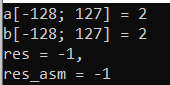 a[-128; 127] = 2
b[-128; 127] = 2
res = -1,
res_asm = -1